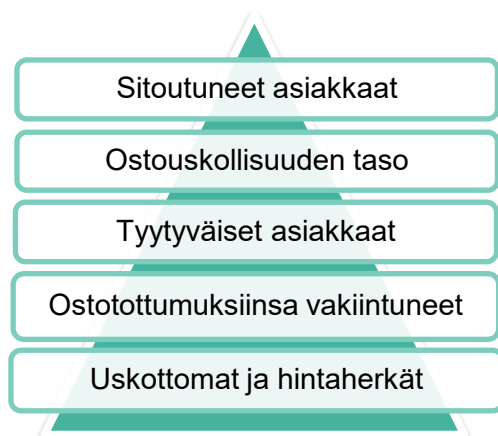 Sitoutuneet asiakkaat
Ostouskollisuuden taso
Tyytyväiset asiakkaat
Ostotottumuksiinsa vakiintuneet
Uskottomat ja hintaherkät